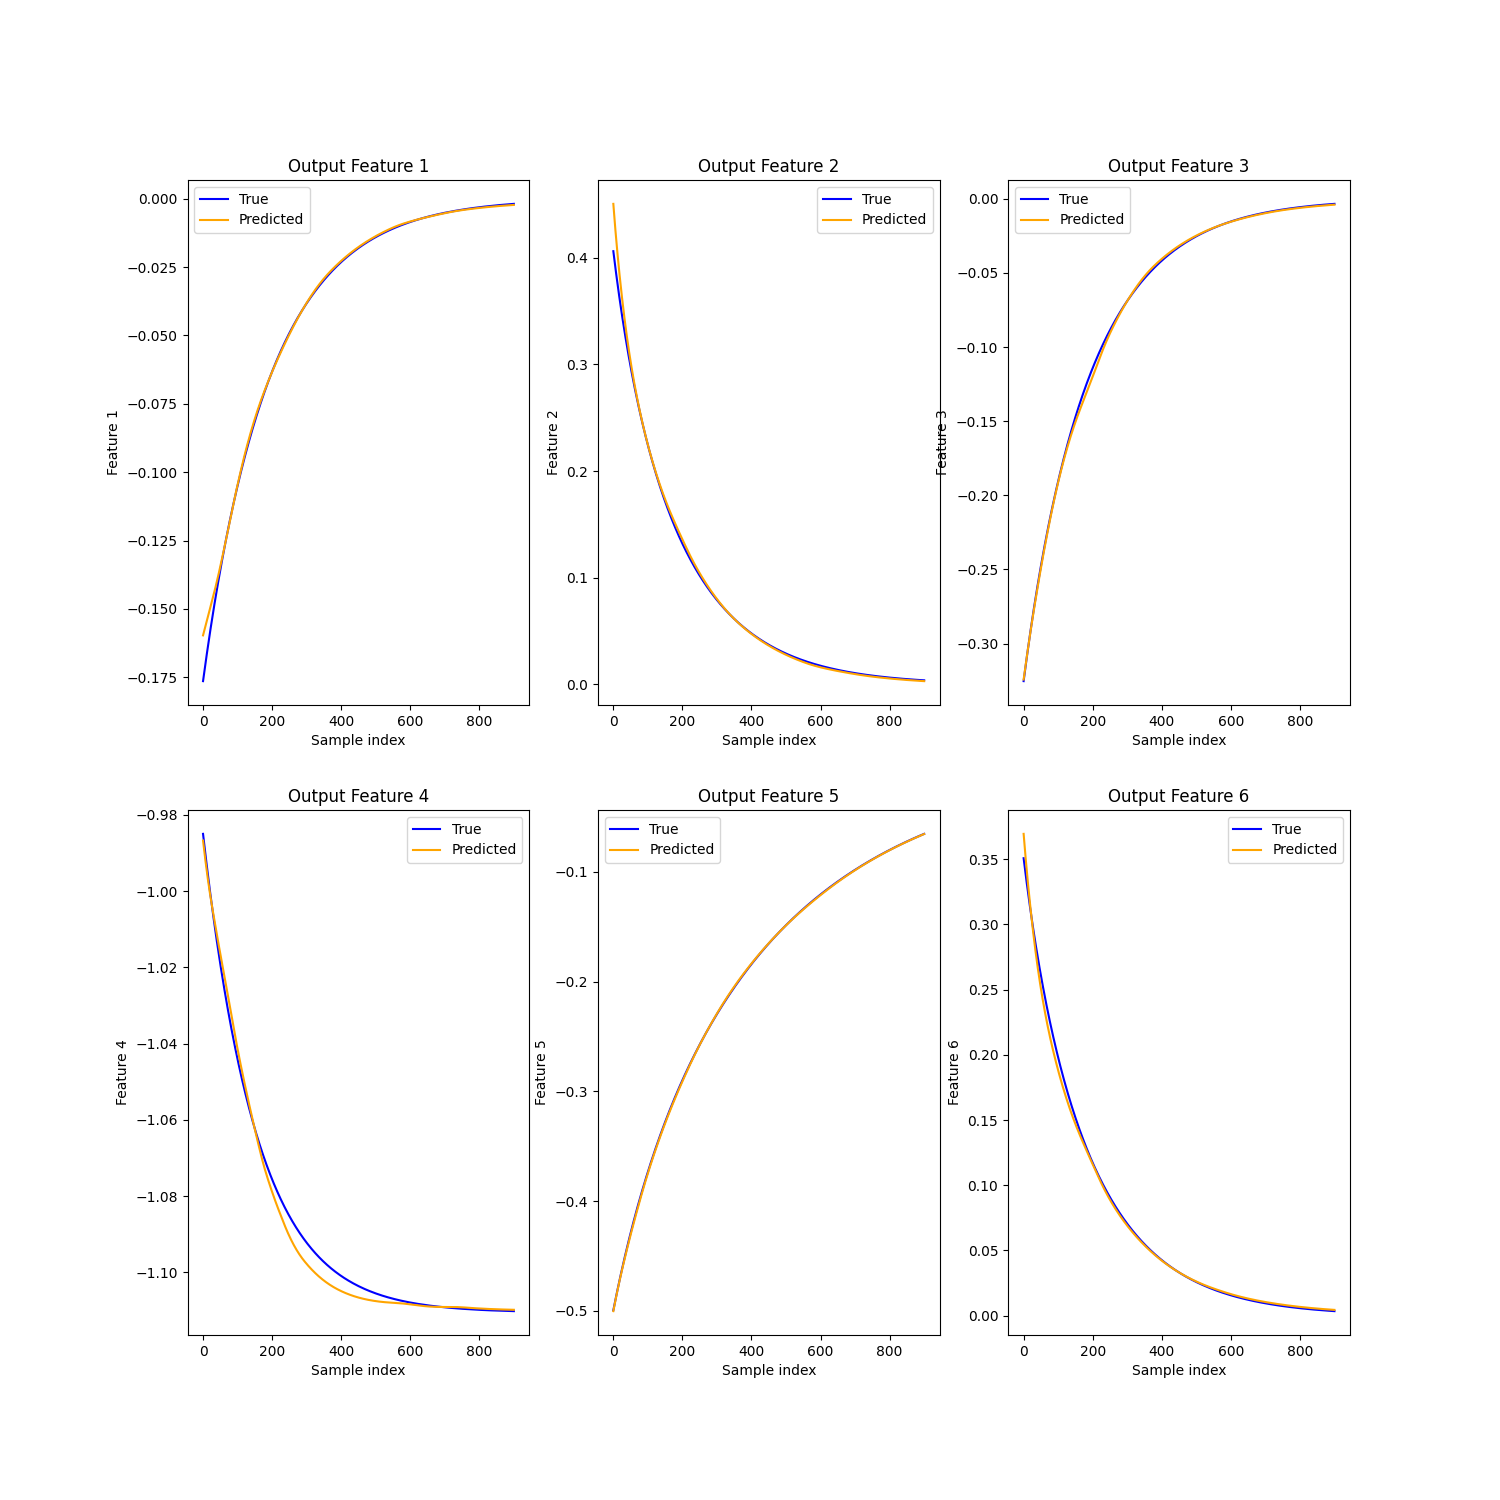 Output Feature 1
True
Predicted
0.000
−0.025
−0.050
−0.075
−0.100
−0.125
−0.150
−0.175
Feature 1
0 200 400 600 800
Sample index
Output Feature 2
True
Predicted
0.4
0.3
0.2
0.1
0.0
Feature 2
0 200 400 600 800
Sample index
Output Feature 3
True
Predicted
0.00
−0.05
−0.10
−0.15
−0.20
−0.25
−0.30
Feature 3
0 200 400 600 800
Sample index
Output Feature 4
True
Predicted
−0.98
−1.00
−1.02
−1.04
−1.06
−1.08
−1.10
Feature 4
0 200 400 600 800
Sample index
Output Feature 5
True
Predicted
−0.1
−0.2
−0.3
−0.4
−0.5
Feature 5
0 200 400 600 800
Sample index
Output Feature 6
True
Predicted
0.35
0.30
0.25
0.20
0.15
0.10
0.05
0.00
Feature 6
0 200 400 600 800
Sample index